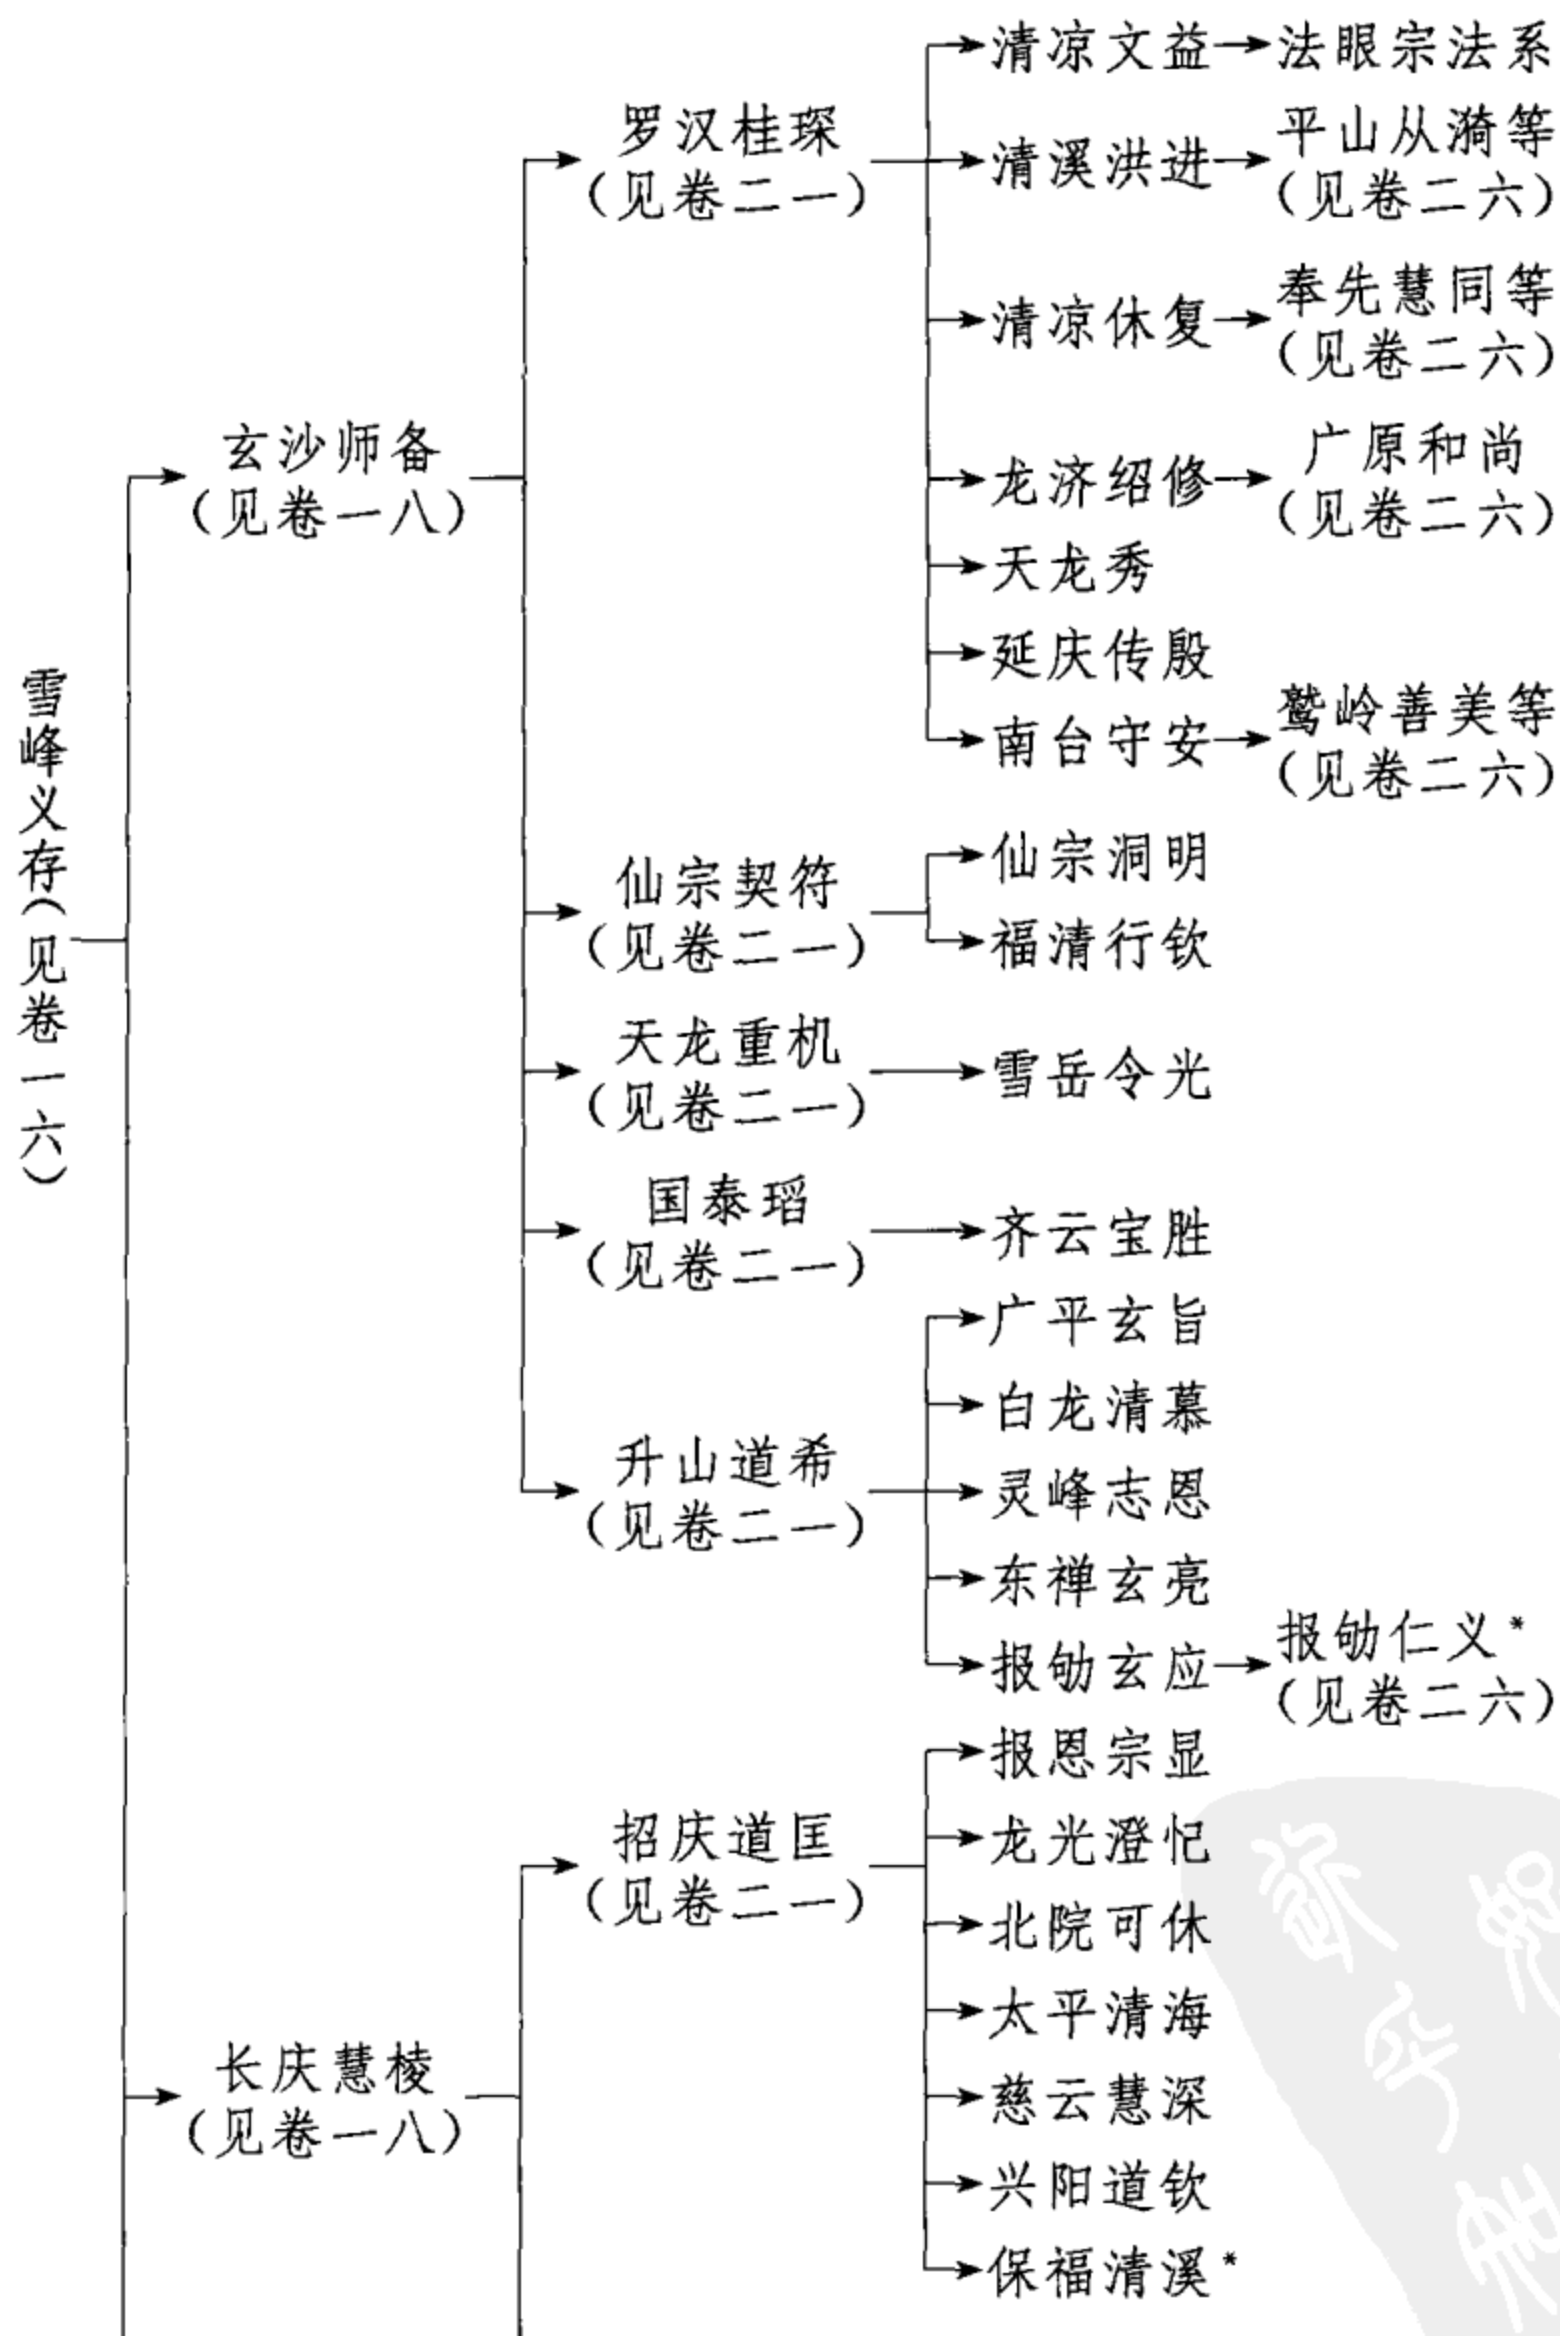 雪峰义存（见卷一六）
玄沙师备
（见卷一八）
罗汉桂琛
（见卷二一）
清凉文益
法眼宗法系
清溪洪进
平山从漪等
（见卷二六）
清凉休复
奉先慧同等
（见卷二六）
龙济绍修
广原和尚
（见卷二六）
天龙秀
延庆传殷
南台守安
鹫岭善美等
（见卷二六）
仙宗契符
（见卷二一）
仙宗洞明
福清行钦
天龙重机
（见卷二一）
雪岳令光
国泰瑫
（见卷二一）
齐云宝胜
升山道希
（见卷二一）
广平玄旨
白龙清慕
灵峰志恩
东禅玄亮
报劬玄应
报劬仁义*
（见卷二六）
长庆慧棱
（见卷一八）
招庆道匡
（见卷二一）
报恩宗显
龙光澄忋
北院可休
太平清海
慈云慧深
兴阳道钦
保福清溪*